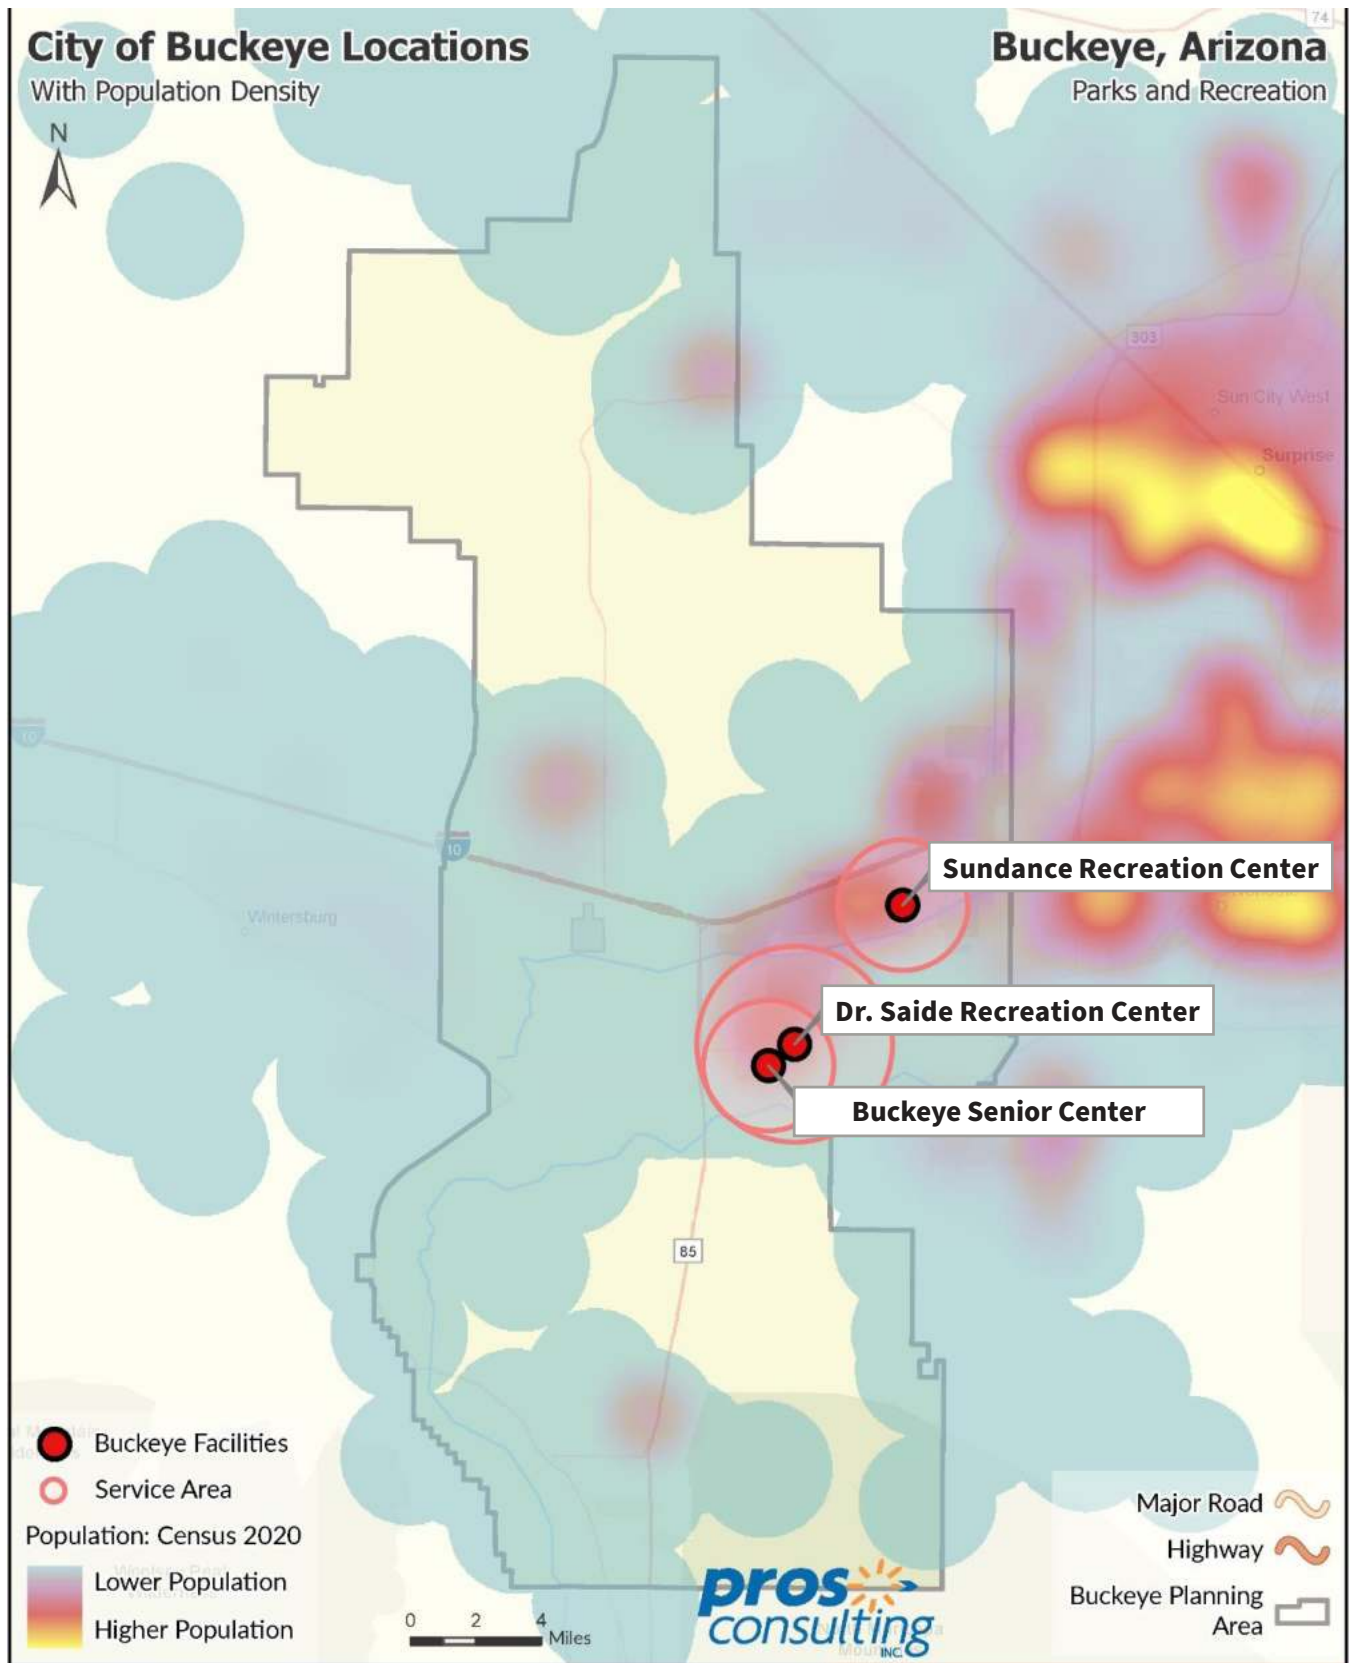 City of Buckeye Locations
With Population Density
Buckeye, Arizona
Parks and Recreation
74
N
303
Sun City West
Surprise
10
10
Sundance Recreation Center
Wintersburg
Dr. Saide Recreation Center
Buckeye Senior Center
85
Buckeye Facilities
Service Area
Population: Census 2020
Lower Population
Higher Population
0 2 4
Miles
pros
consulting
INC.
Major Road
Highway
Buckeye Planning
Area